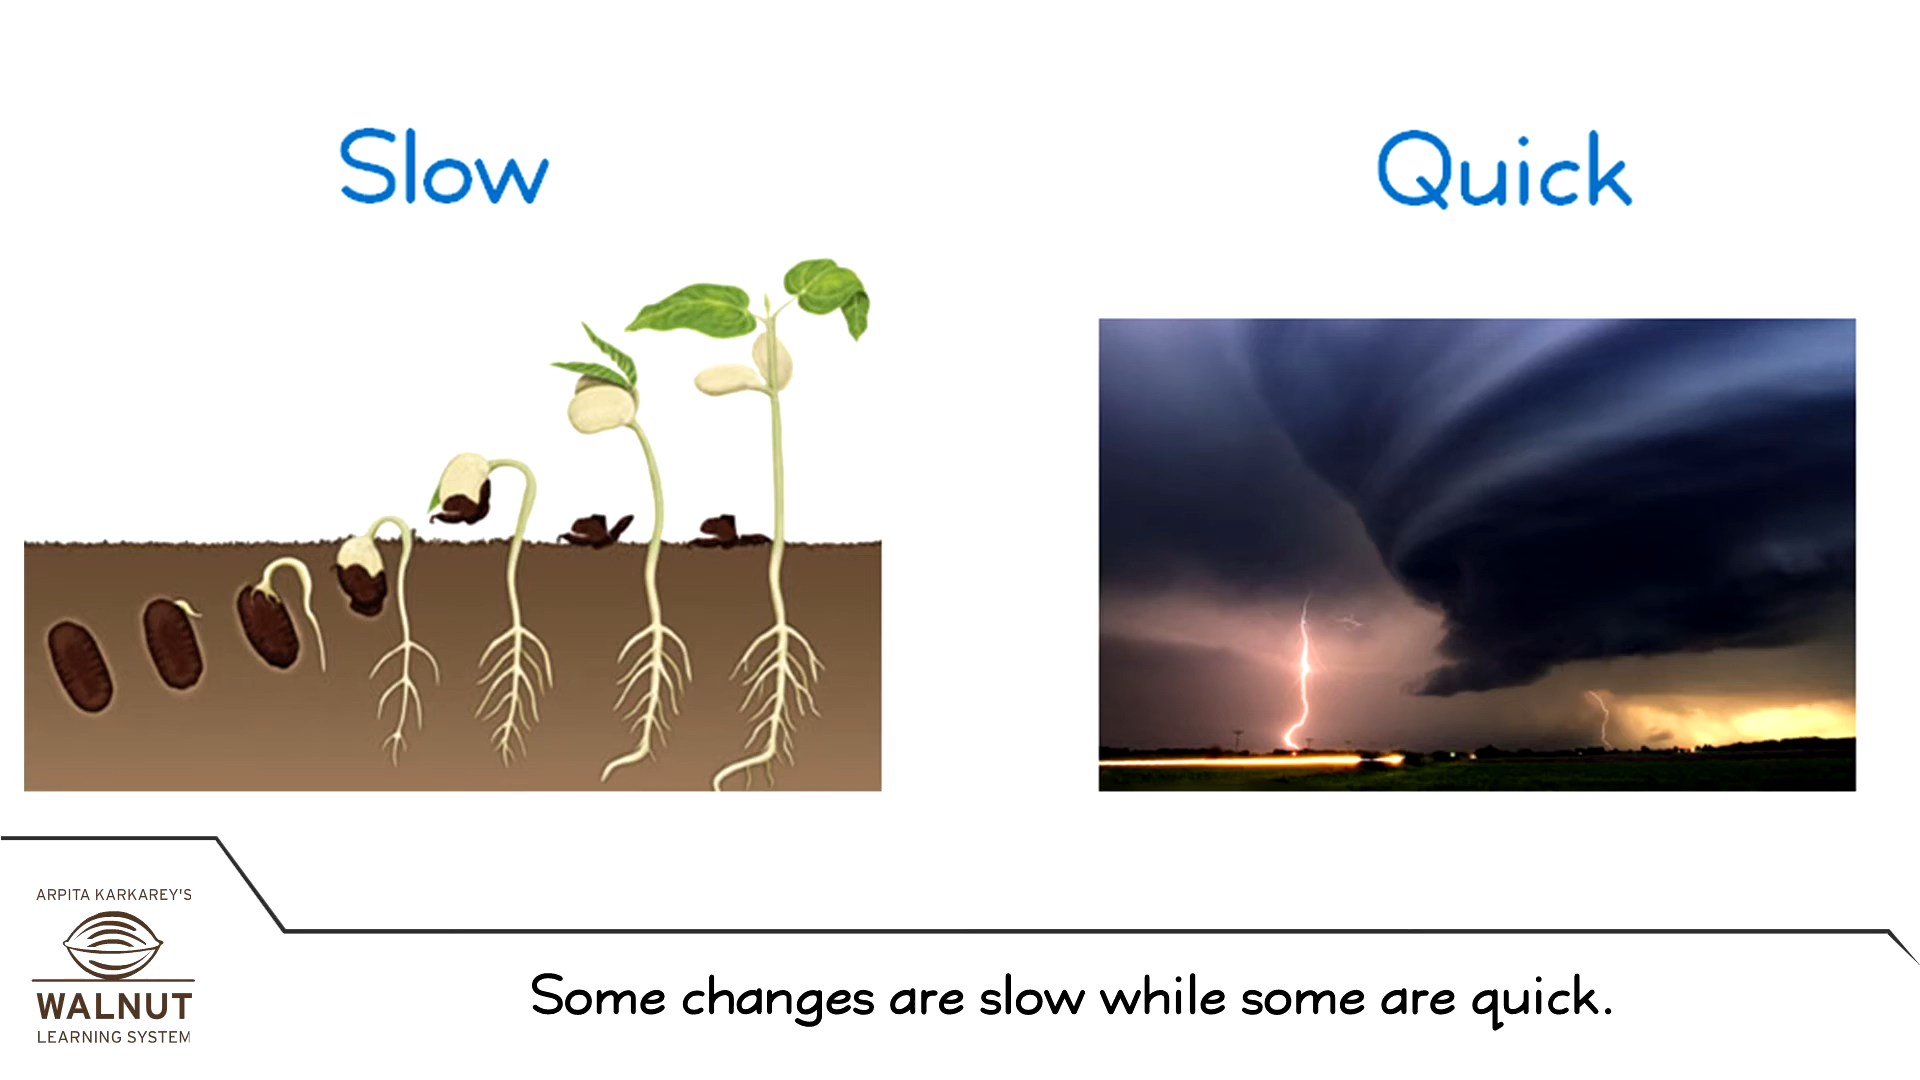 Slow
Quick
Some changes are slow while some are quick.
ARPITA KARKAREY'S
WALNUT
LEARNING SYSTEM